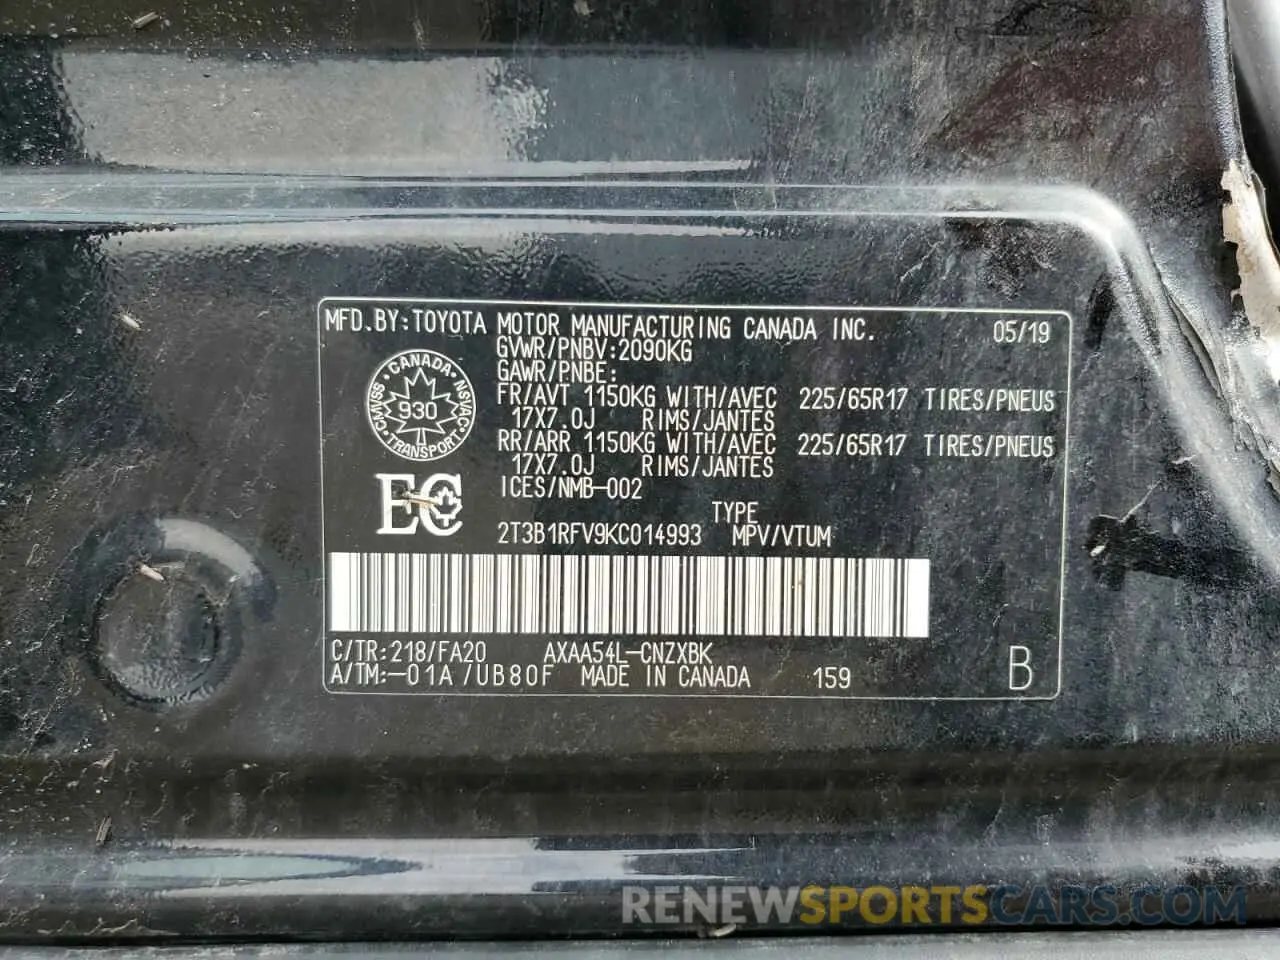 MFD.BY:TOYOTA MOTOR MANUFACTURING CANADA INC. 05/19
GVWR/PNBV:2090KG
GAWR/PNBE:
FR/AVT 1150KG WITH/AVEC 225/65R17 TIRES/PNEUS
17X7.0J RIMS/JANTES
RR/ARR 1150KG WITH/AVEC 225/65R17 TIRES/PNEUS
17X7.0J RIMS/JANTES
ICES/NMB-002
TYPE
2T3B1RFV9KC014993 MPV/VTUM
CANADA
CMVSS NSVAC
930
TRANSPORT
EC
C/TR:218/FA20 AXAA54L-CNZXBK
A/TM:-01A/UB80F MADE IN CANADA 159
B
RENEWSPORTSCARS.COM